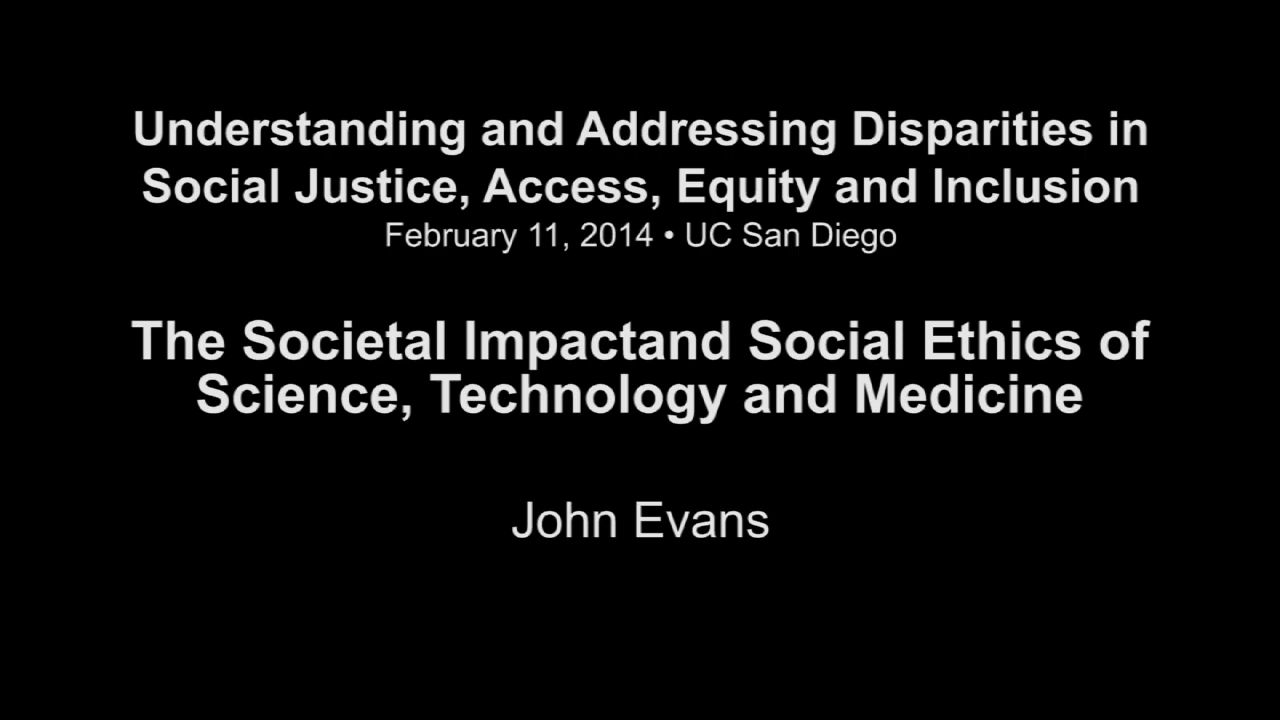 Understanding and Addressing Disparities in
Social Justice, Access, Equity and Inclusion
February 11, 2014 • UC San Diego
The Societal Impactand Social Ethics of
Science, Technology and Medicine
John Evans